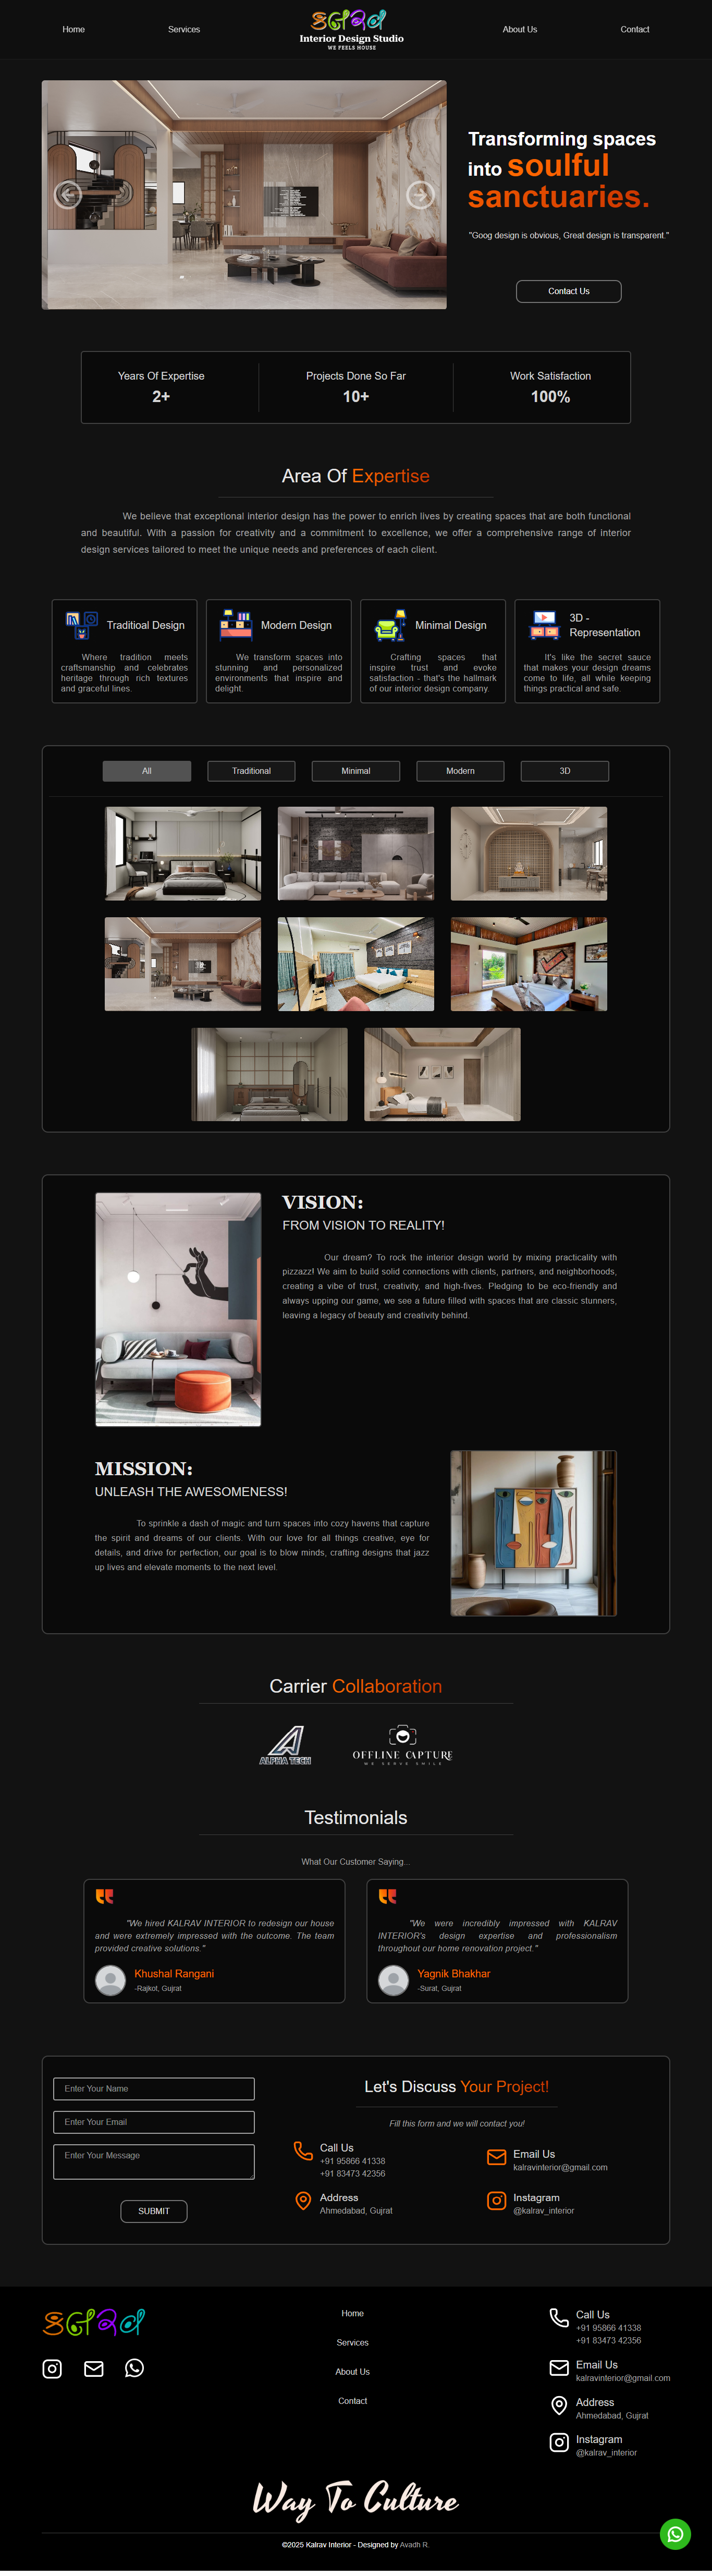 Home
Services
કલરવ
Interior Design Studio
WE FEELS HOUSE
About Us
Contact
Transforming spaces
into soulful
sanctuaries.
"Goog design is obvious, Great design is transparent."
Contact Us
Years Of Expertise
2+
Projects Done So Far
10+
Work Satisfaction
100%
Area Of Expertise
We believe that exceptional interior design has the power to enrich lives by creating spaces that are both functional
and beautiful. With a passion for creativity and a commitment to excellence, we offer a comprehensive range of interior
design services tailored to meet the unique needs and preferences of each client.
Traditioal Design
Where tradition meets
craftsmanship and celebrates
heritage through rich textures
and graceful lines.
Modern Design
We transform spaces into
stunning and personalized
environments that inspire and
delight.
Minimal Design
Crafting spaces that
inspire trust and evoke
satisfaction - that's the hallmark
of our interior design company.
3D -
Representation
It's like the secret sauce
that makes your design dreams
come to life, all while keeping
things practical and safe.
All
Traditional
Minimal
Modern
3D
VISION:
FROM VISION TO REALITY!
Our dream? To rock the interior design world by mixing practicality with
pizzazz! We aim to build solid connections with clients, partners, and neighborhoods,
creating a vibe of trust, creativity, and high-fives. Pledging to be eco-friendly and
always upping our game, we see a future filled with spaces that are classic stunners,
leaving a legacy of beauty and creativity behind.
MISSION:
UNLEASH THE AWESOMENESS!
To sprinkle a dash of magic and turn spaces into cozy havens that capture
the spirit and dreams of our clients. With our love for all things creative, eye for
details, and drive for perfection, our goal is to blow minds, crafting designs that jazz
up lives and elevate moments to the next level.
Carrier Collaboration
ALPHA TECH
OFFLINE CAPTURE
WE SERVE SMILE
Testimonials
What Our Customer Saying...
"We hired KALRAV INTERIOR to redesign our house
and were extremely impressed with the outcome. The team
provided creative solutions."
Khushal Rangani
-Rajkot, Gujrat
"We were incredibly impressed with KALRAV
INTERIOR's design expertise and professionalism
throughout our home renovation project."
Yagnik Bhakhar
-Surat, Gujrat
Enter Your Name
Enter Your Email
Enter Your Message
SUBMIT
Let's Discuss Your Project!
Fill this form and we will contact you!
Call Us
+91 95866 41338
+91 83473 42356
Email Us
kalravinterior@gmail.com
Address
Ahmedabad, Gujrat
Instagram
@kalrav_interior
કલરવ
Home
Services
About Us
Contact
Call Us
+91 95866 41338
+91 83473 42356
Email Us
kalravinterior@gmail.com
Address
Ahmedabad, Gujrat
Instagram
@kalrav_interior
Way To Culture
©2025 Kalrav Interior - Designed by Avadh R.